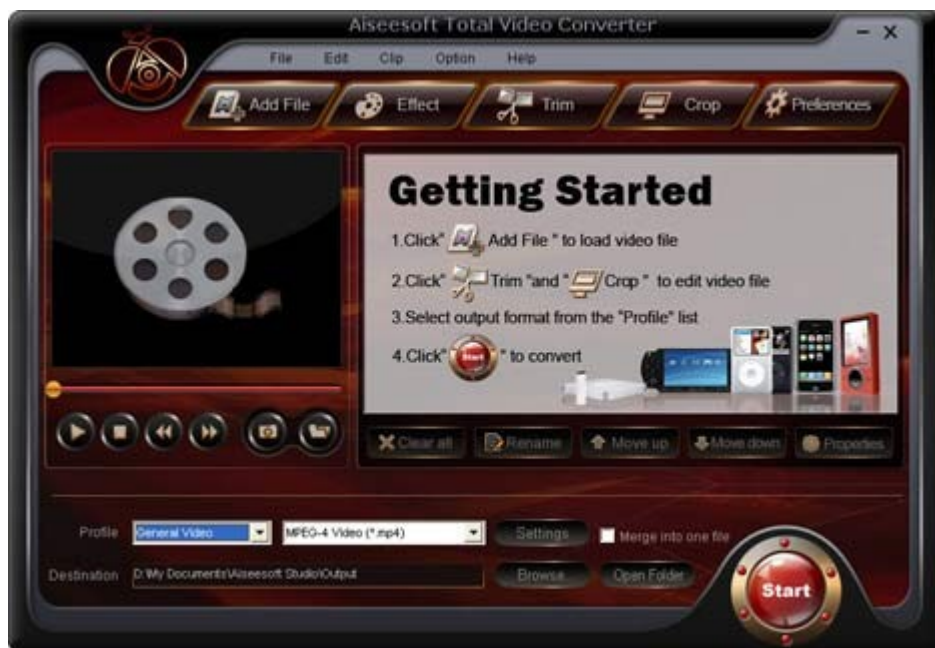 Aiseesoft Total Video Converter
File Edit Clip Option Help
Add File Effect Trim Crop Preferences
Getting Started
1.Click" Add File " to load video file
2.Click" Trim "and " Crop " to edit video file
3.Select output format from the "Profile" list
4.Click" Start " to convert
Clear all Rename Move up Move down Properties
Profile General Video MPEG-4 Video (*.mp4) Settings Merge into one file
Destination D:\My Documents\Aiseesoft Studio\Output Browse Open Folder
Start